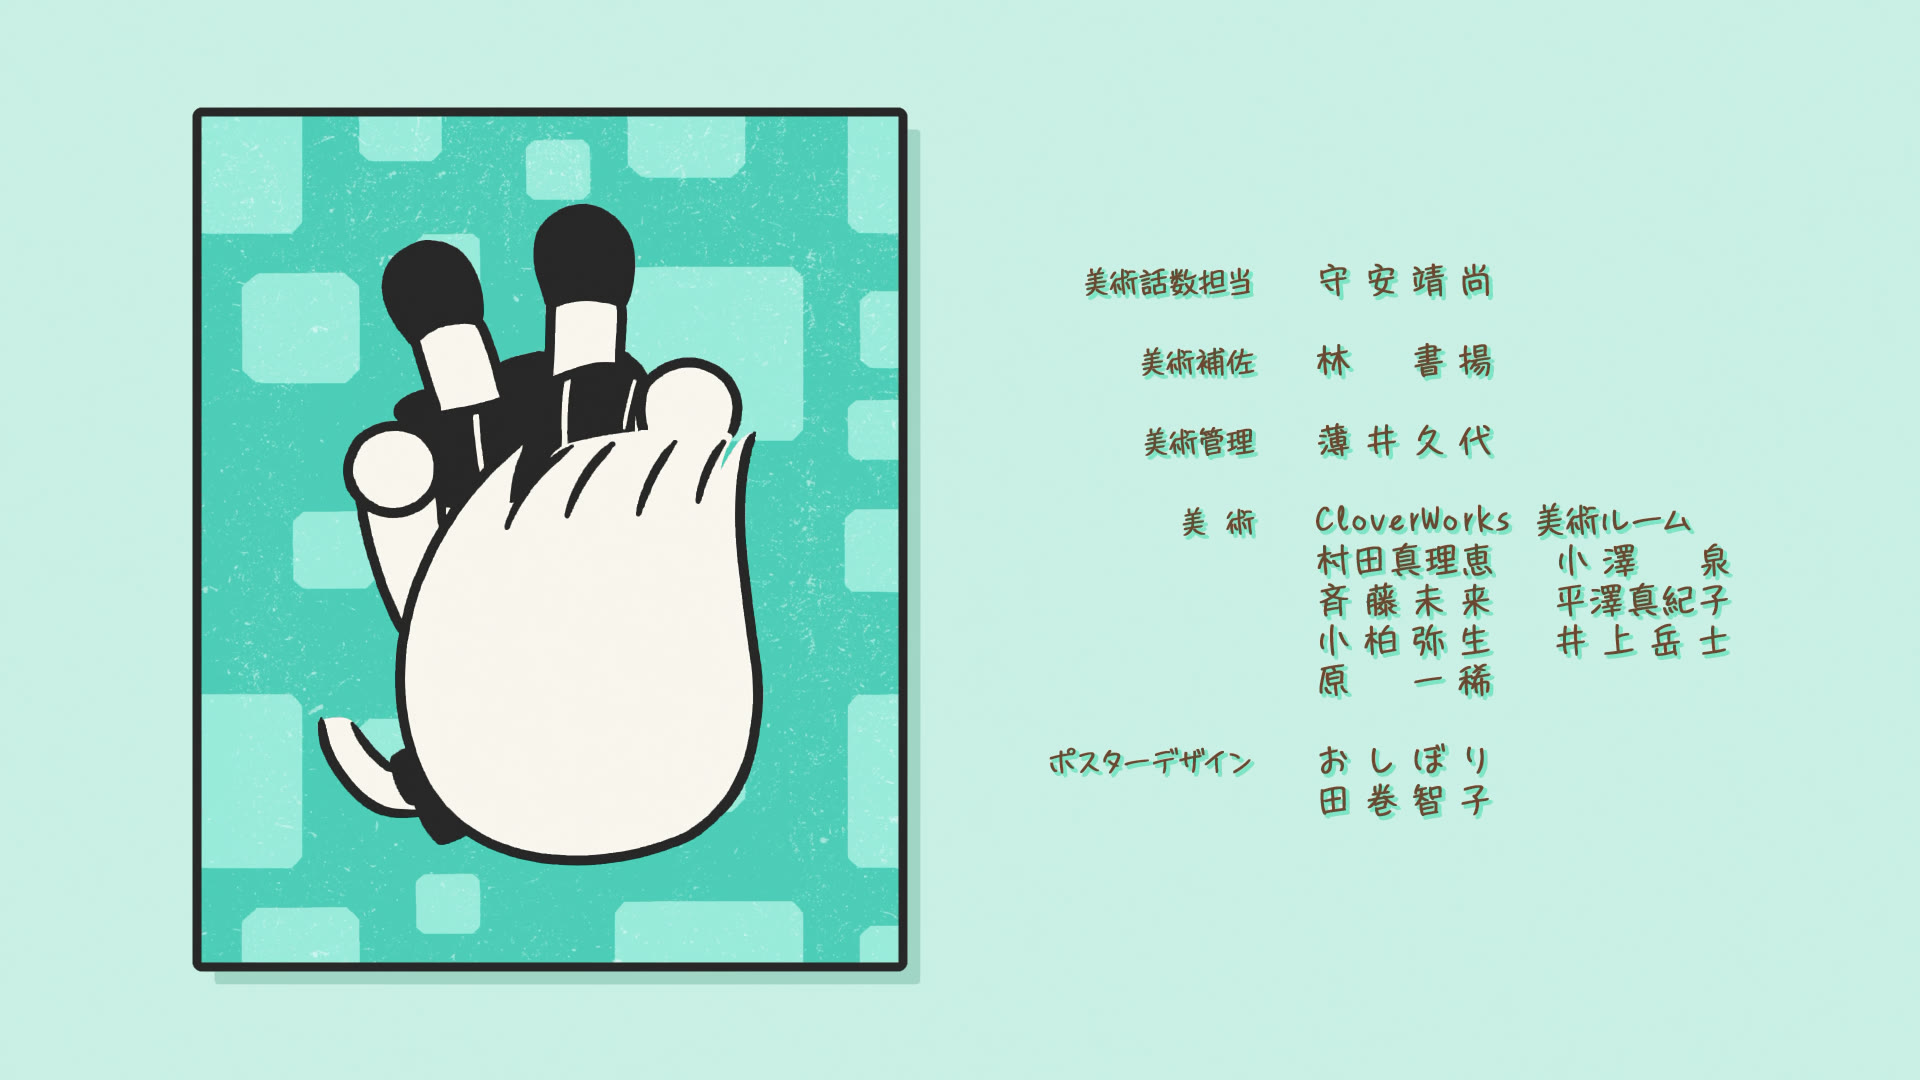 美術話数担当 守安靖尚
美術補佐 林 書揚
美術管理 薄井久代
美術 CloverWorks 美術ルーム
村田真理恵 小澤 泉
斉藤未来 平澤真紀子
小柏弥生 井上岳士
原 一稀
ポスターデザイン おしぼり
田巻智子